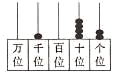 万 千 百 十 个
位 位 位 位 位